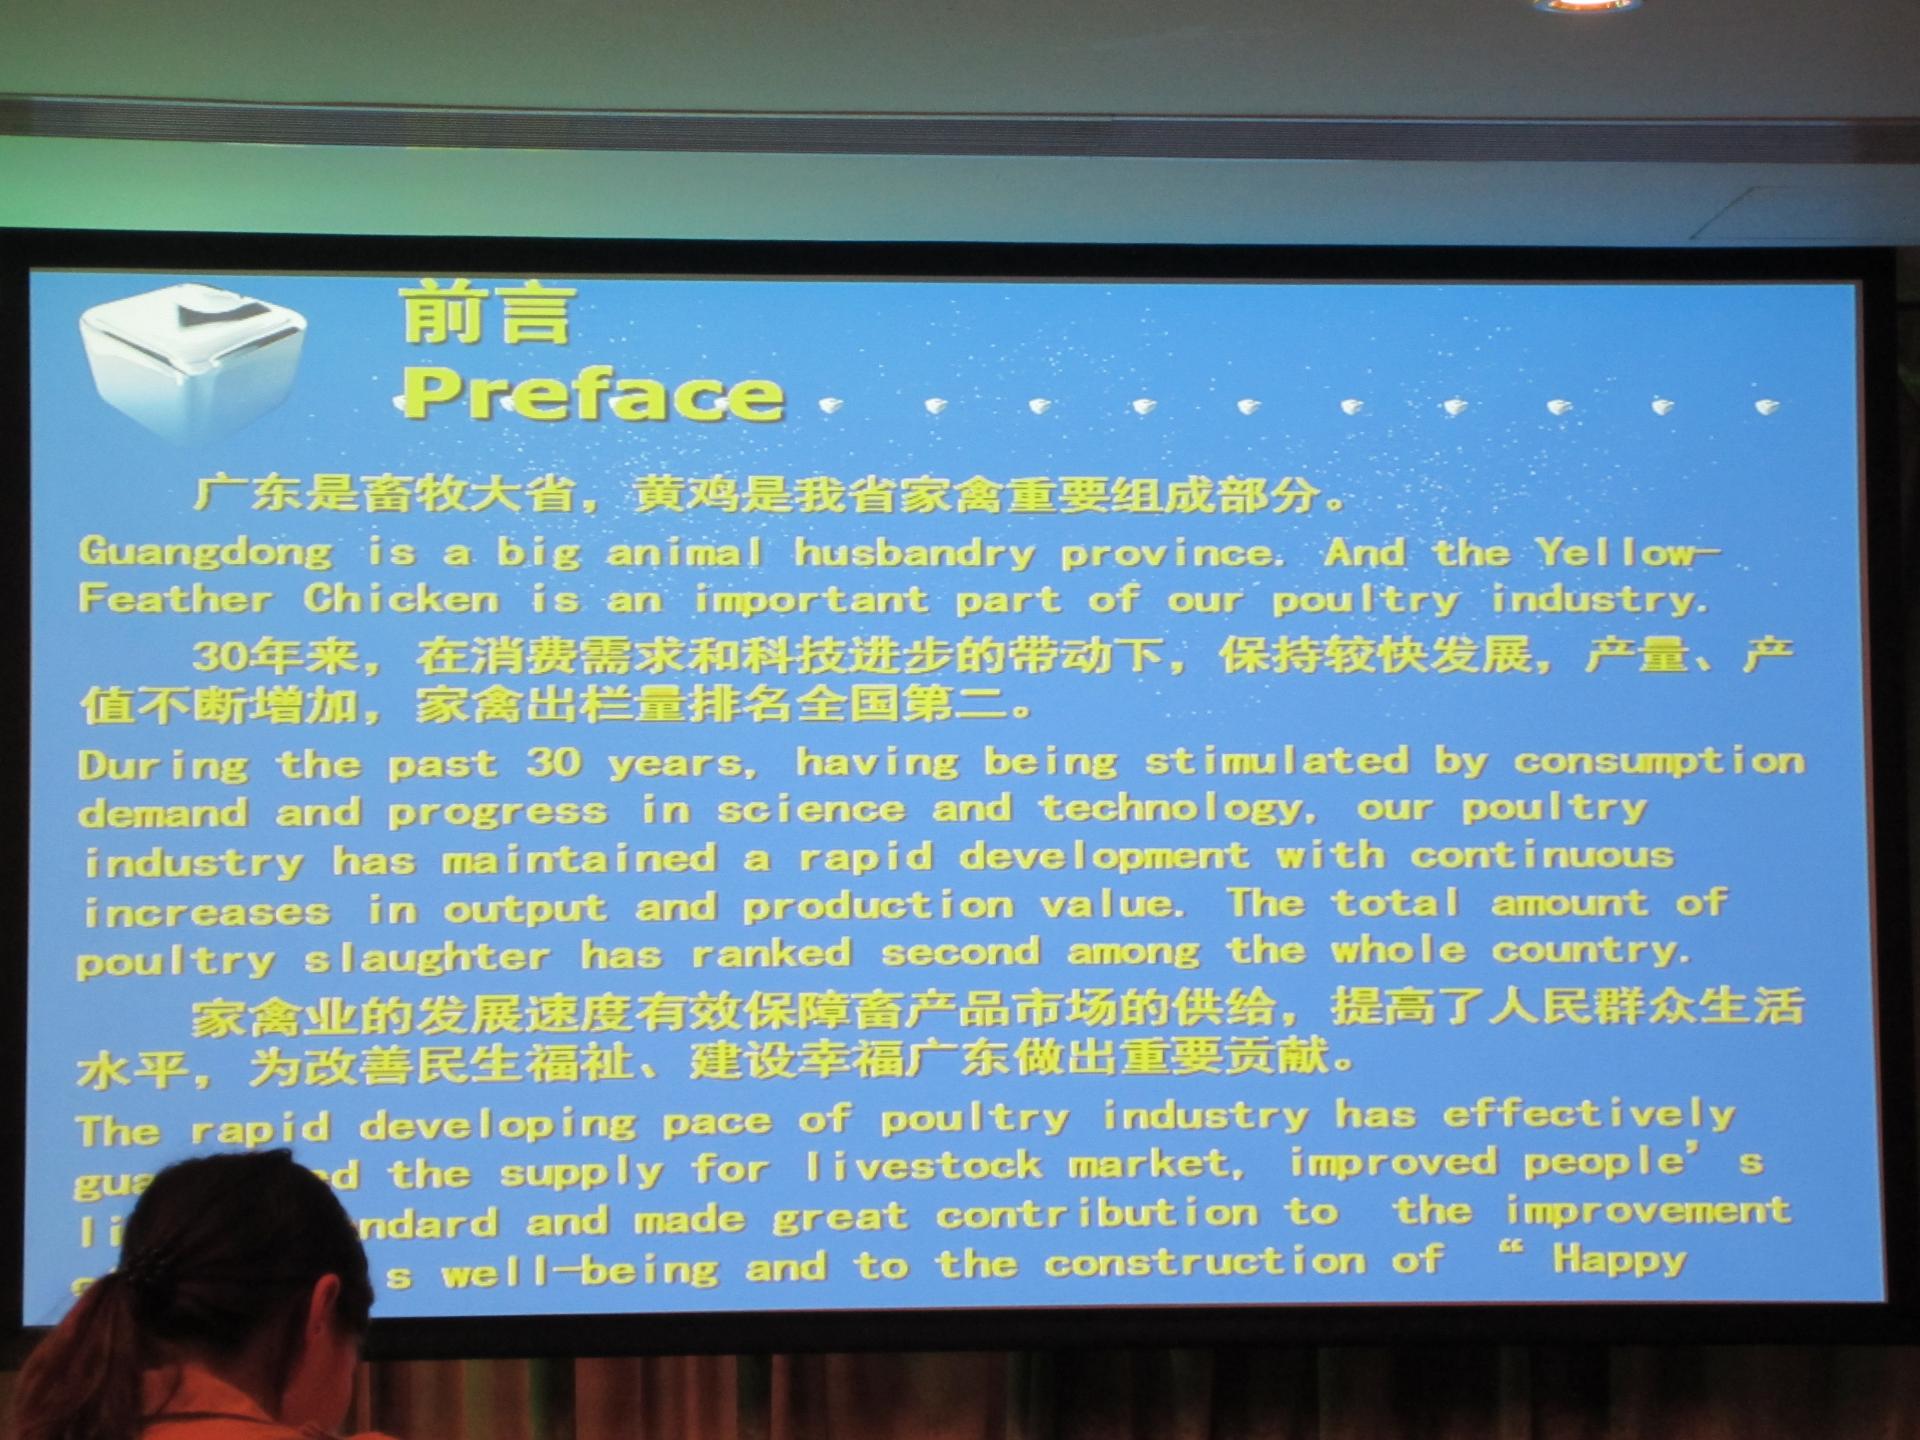 前言
Preface
广东是畜牧大省，黄鸡是我省家禽重要组成部分。
Guangdong is a big animal husbandry province. And the Yellow-
Feather Chicken is an important part of our poultry industry.
30年来，在消费需求和科技进步的带动下，保持较快发展，产量、产
值不断增加，家禽出栏量排名全国第二。
During the past 30 years, having being stimulated by consumption
demand and progress in science and technology, our poultry
industry has maintained a rapid development with continuous
increases in output and production value. The total amount of
poultry slaughter has ranked second among the whole country.
家禽业的发展速度有效保障畜产品市场的供给，提高了人民群众生活
水平，为改善民生福祉、建设幸福广东做出重要贡献。
The rapid developing pace of poultry industry has effectively
the supply for livestock market, improved people's
and made great contribution to the improvement
s well-being and to the construction of “ Happy